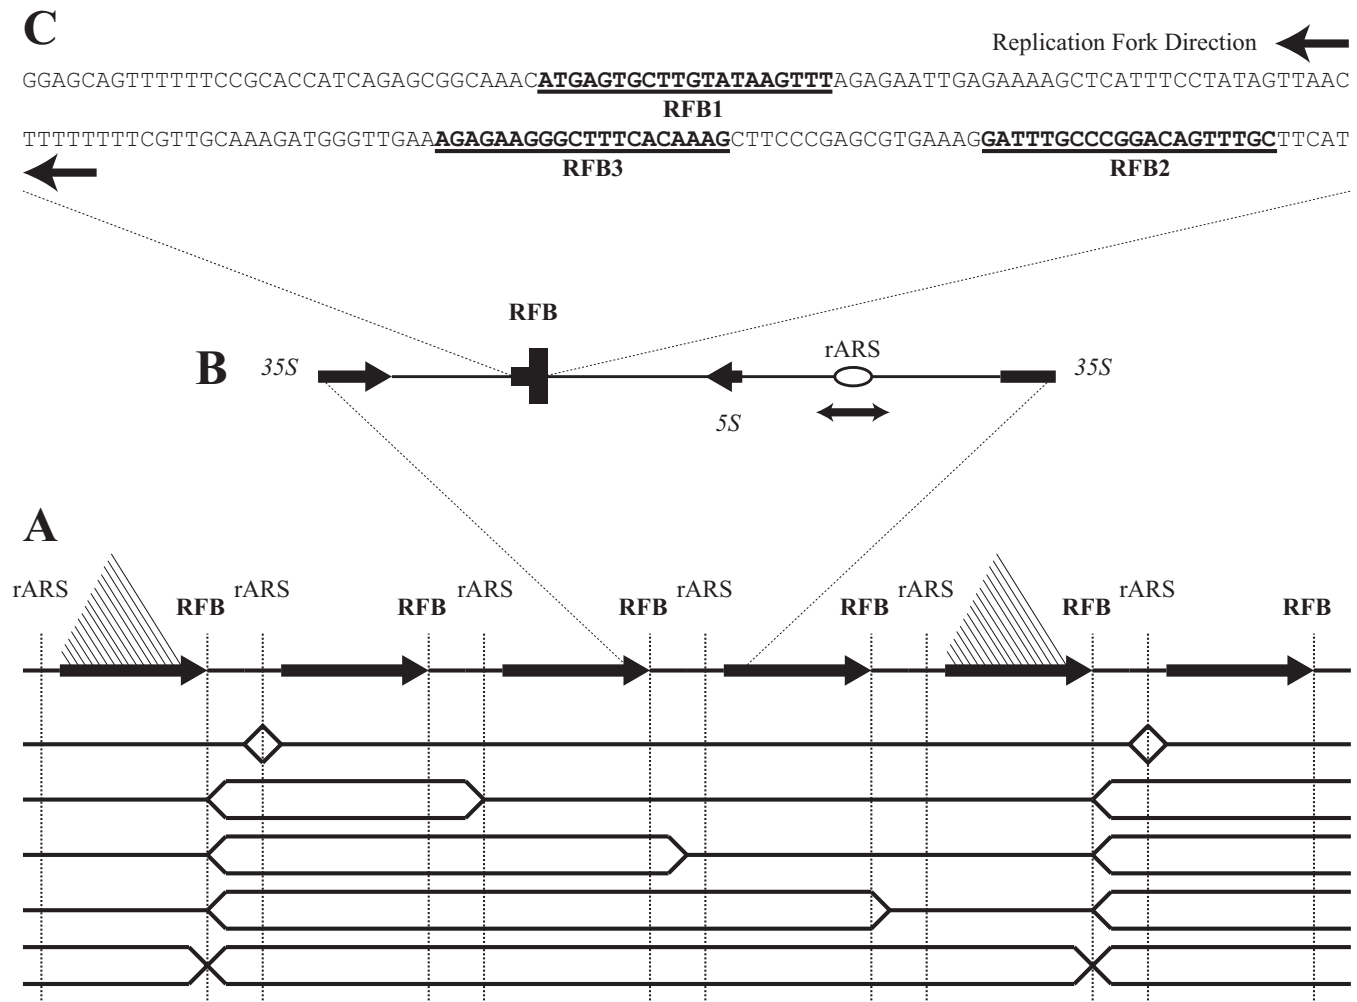 C
Replication Fork Direction
GGAGCAGTTTTTTCCGCACCATCAGAGCGGCAAACATGAGTGCTTGTATAAGTTTAGAGAATTGAGAAAAGCTCATTTCCTATAGTTAAC
RFB1
TTTTTTTTCGTTGCAAAGATGGGTTGAAAGAGAAGGGCTTTCACAAAGCTTCCCGAGCGTGAAAGGATTTGCCCGGACAGTTTGCTTCAT
RFB3 RFB2
RFB
B 35S rARS 35S
5S
A
rARS rARS rARS rARS rARS rARS
RFB RFB RFB RFB RFB RFB